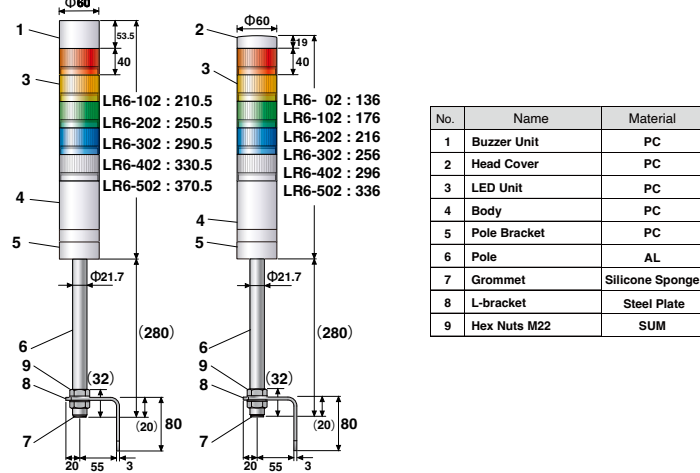 Φ60
1
53.5
40
3
LR6-102 : 210.5
LR6-202 : 250.5
LR6-302 : 290.5
LR6-402 : 330.5
LR6-502 : 370.5
4
5
Φ21.7
(280)
6
9
8
(32)
(20)
80
7
20
55
3
Φ60
2
19
40
3
LR6- 02 : 136
LR6-102 : 176
LR6-202 : 216
LR6-302 : 256
LR6-402 : 296
LR6-502 : 336
4
5
Φ21.7
(280)
6
9
8
(32)
(20)
80
7
20
55
3
No. Name Material
1 Buzzer Unit PC
2 Head Cover PC
3 LED Unit PC
4 Body PC
5 Pole Bracket PC
6 Pole AL
7 Grommet Silicone Sponge
8 L-bracket Steel Plate
9 Hex Nuts M22 SUM